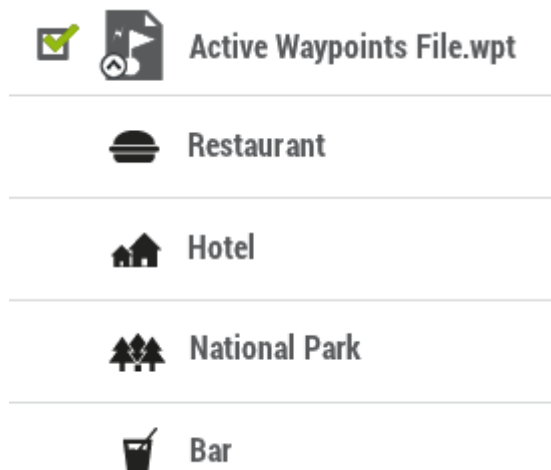 Active Waypoints File.wpt
Restaurant
Hotel
National Park
Bar